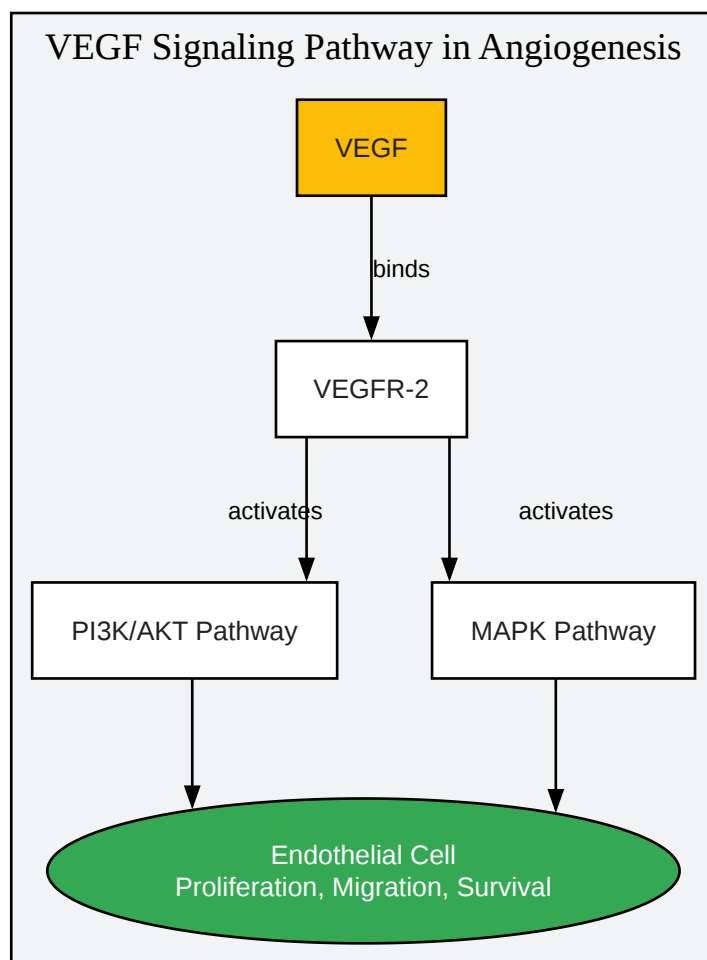 VEGF Signaling Pathway in Angiogenesis
VEGF
binds
VEGFR-2
activates
activates
PI3K/AKT Pathway
MAPK Pathway
Endothelial Cell
Proliferation, Migration, Survival